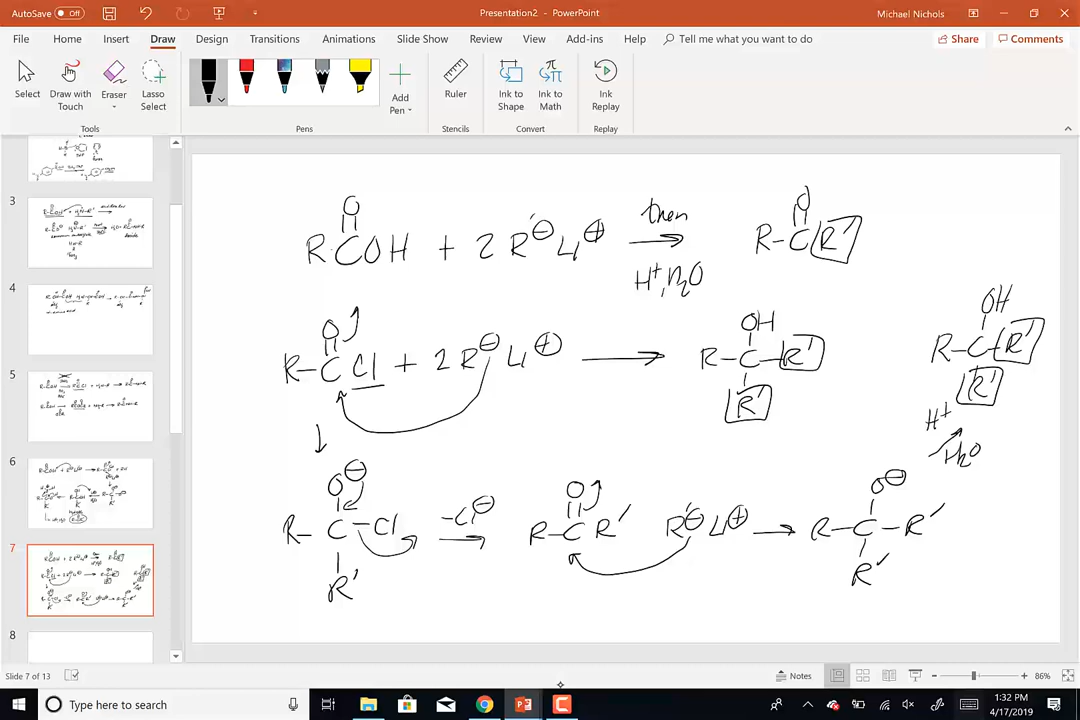 AutoSave Off Presentation2 - PowerPoint Michael Nichols
File Home Insert Draw Design Transitions Animations Slide Show Review View Add-ins Help Tell me what you want to do Share Comments
Select Draw with Touch Eraser Lasso Select Add Pen Ruler Ink to Shape Ink to Math Ink Replay
Tools Pens Stencils Convert Replay
3
4
5
6
7
8
O O
R C OH + 2 R'⊖ Li⊕ then → R-C R'
H+, H2O
O OH OH
R-C Cl + 2 R⊖ Li⊕ → R-C-R' R-C-R'
R' R'
H+
H2O
O⊖ O O⊖
R-C-Cl -Cl⊖ → R-C R' R'⊖ Li⊕ → R-C-R'
R' R'
Slide 7 of 13 Notes 86%
Type here to search 1:32 PM
4/17/2019